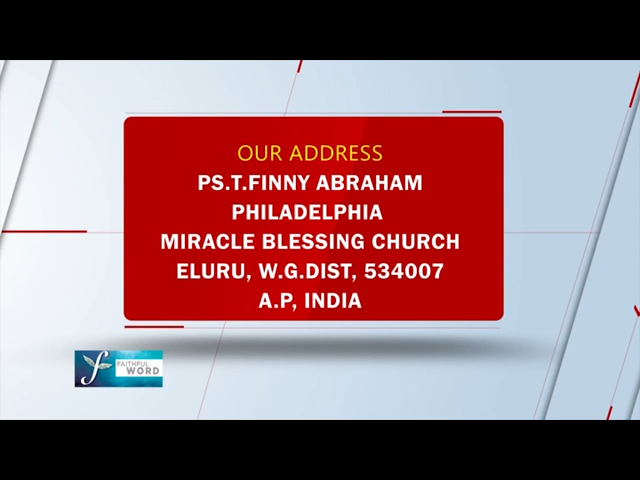 OUR ADDRESS
PS.T.FINNY ABRAHAM
PHILADELPHIA
MIRACLE BLESSING CHURCH
ELURU, W.G.DIST, 534007
A.P, INDIA
f FAITHFUL
WORD